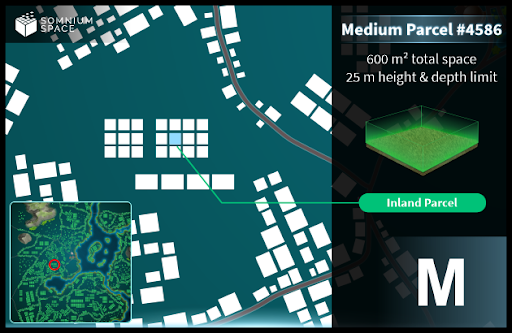 SOMNIUM
SPACE
Medium Parcel #4586
600 m² total space
25 m height & depth limit
Inland Parcel
M